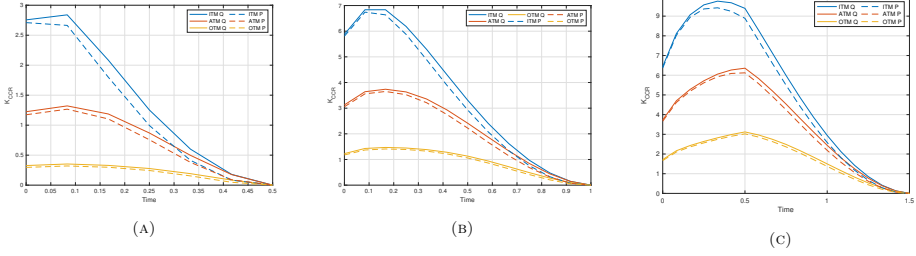 3
2.5
2
1.5
1
0.5
0
K_CCR
ITM Q ITM P
ATM Q ATM P
OTM Q OTM P
0 0.05 0.1 0.15 0.2 0.25 0.3 0.35 0.4 0.45 0.5
Time
(A)
7
6
5
4
3
2
1
0
K_CCR
ITM Q ATM P
ATM Q ITM P
OTM Q OTM P
0 0.1 0.2 0.3 0.4 0.5 0.6 0.7 0.8 0.9 1
Time
(B)
9
8
7
6
5
4
3
2
1
0
K_CCR
ITM Q ITM P
ATM Q ATM P
OTM Q OTM P
0 0.5 1 1.5
Time
(C)